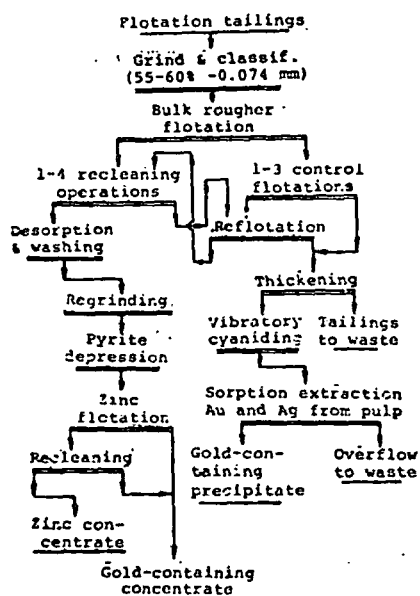 Flotation tailings
Grind & classif.
(55-60% -0.074 mm)
Bulk rougher
flotation
1-4 recleaning
operations
1-3 control
flotations
Desorption
& washing
Reflotation
Thickening
Regrinding
Vibratory
cyaniding
Tailings
to waste
Pyrite
depression
Zinc
flotation
Sorption extraction
Au and Ag from pulp
Recleaning
Gold-con-
taining
precipitate
Overflow
to waste
Zinc con-
centrate
Gold-containing
concentrate